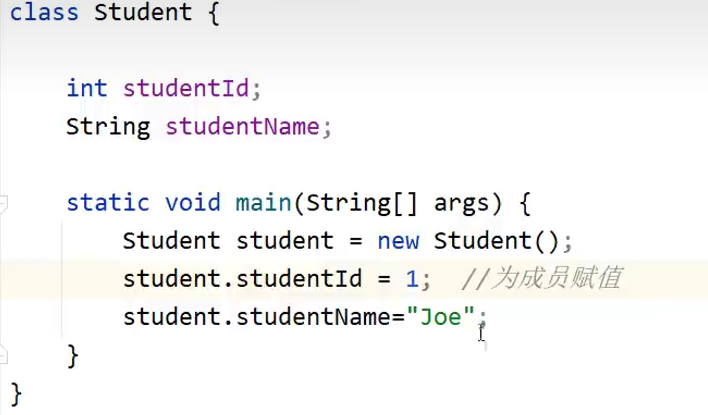 class Student {
int studentId;
String studentName;
static void main(String[] args) {
Student student = new Student();
student.studentId = 1;  //为成员赋值
student.studentName="Joe";
}
}